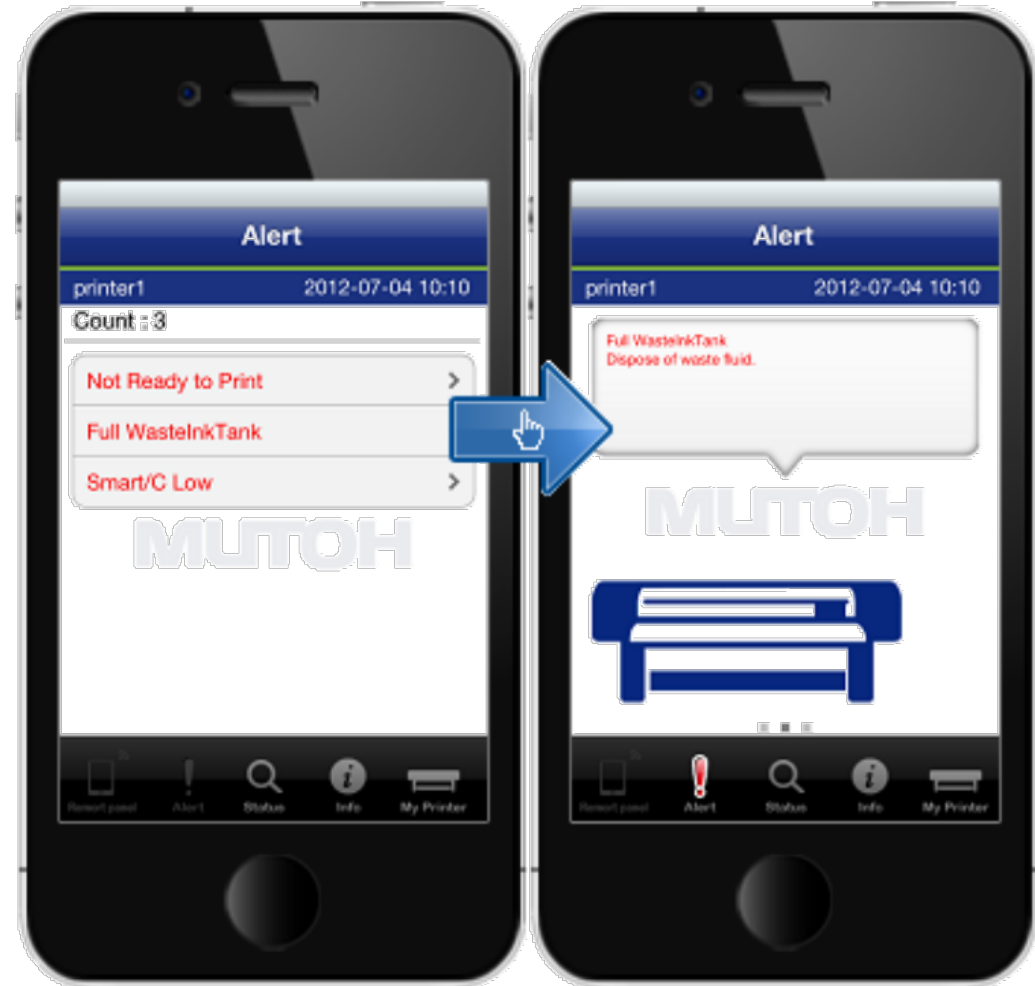 Alert
printer1 2012-07-04 10:10
Count : 3
Not Ready to Print
Full WasteInkTank
Smart/C Low
MUTOH
Remort panel Alert Status Info My Printer
Alert
printer1 2012-07-04 10:10
Full WasteInkTank
Dispose of waste fluid.
MUTOH
Remort panel Alert Status Info My Printer